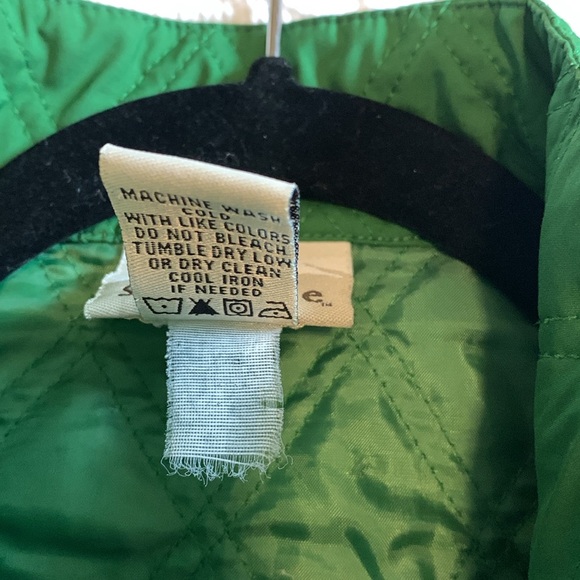 MACHINE WASH
COLD
WITH LIKE COLORS
DO NOT BLEACH
TUMBLE DRY LOW
OR DRY CLEAN
COOL IRON
IF NEEDED